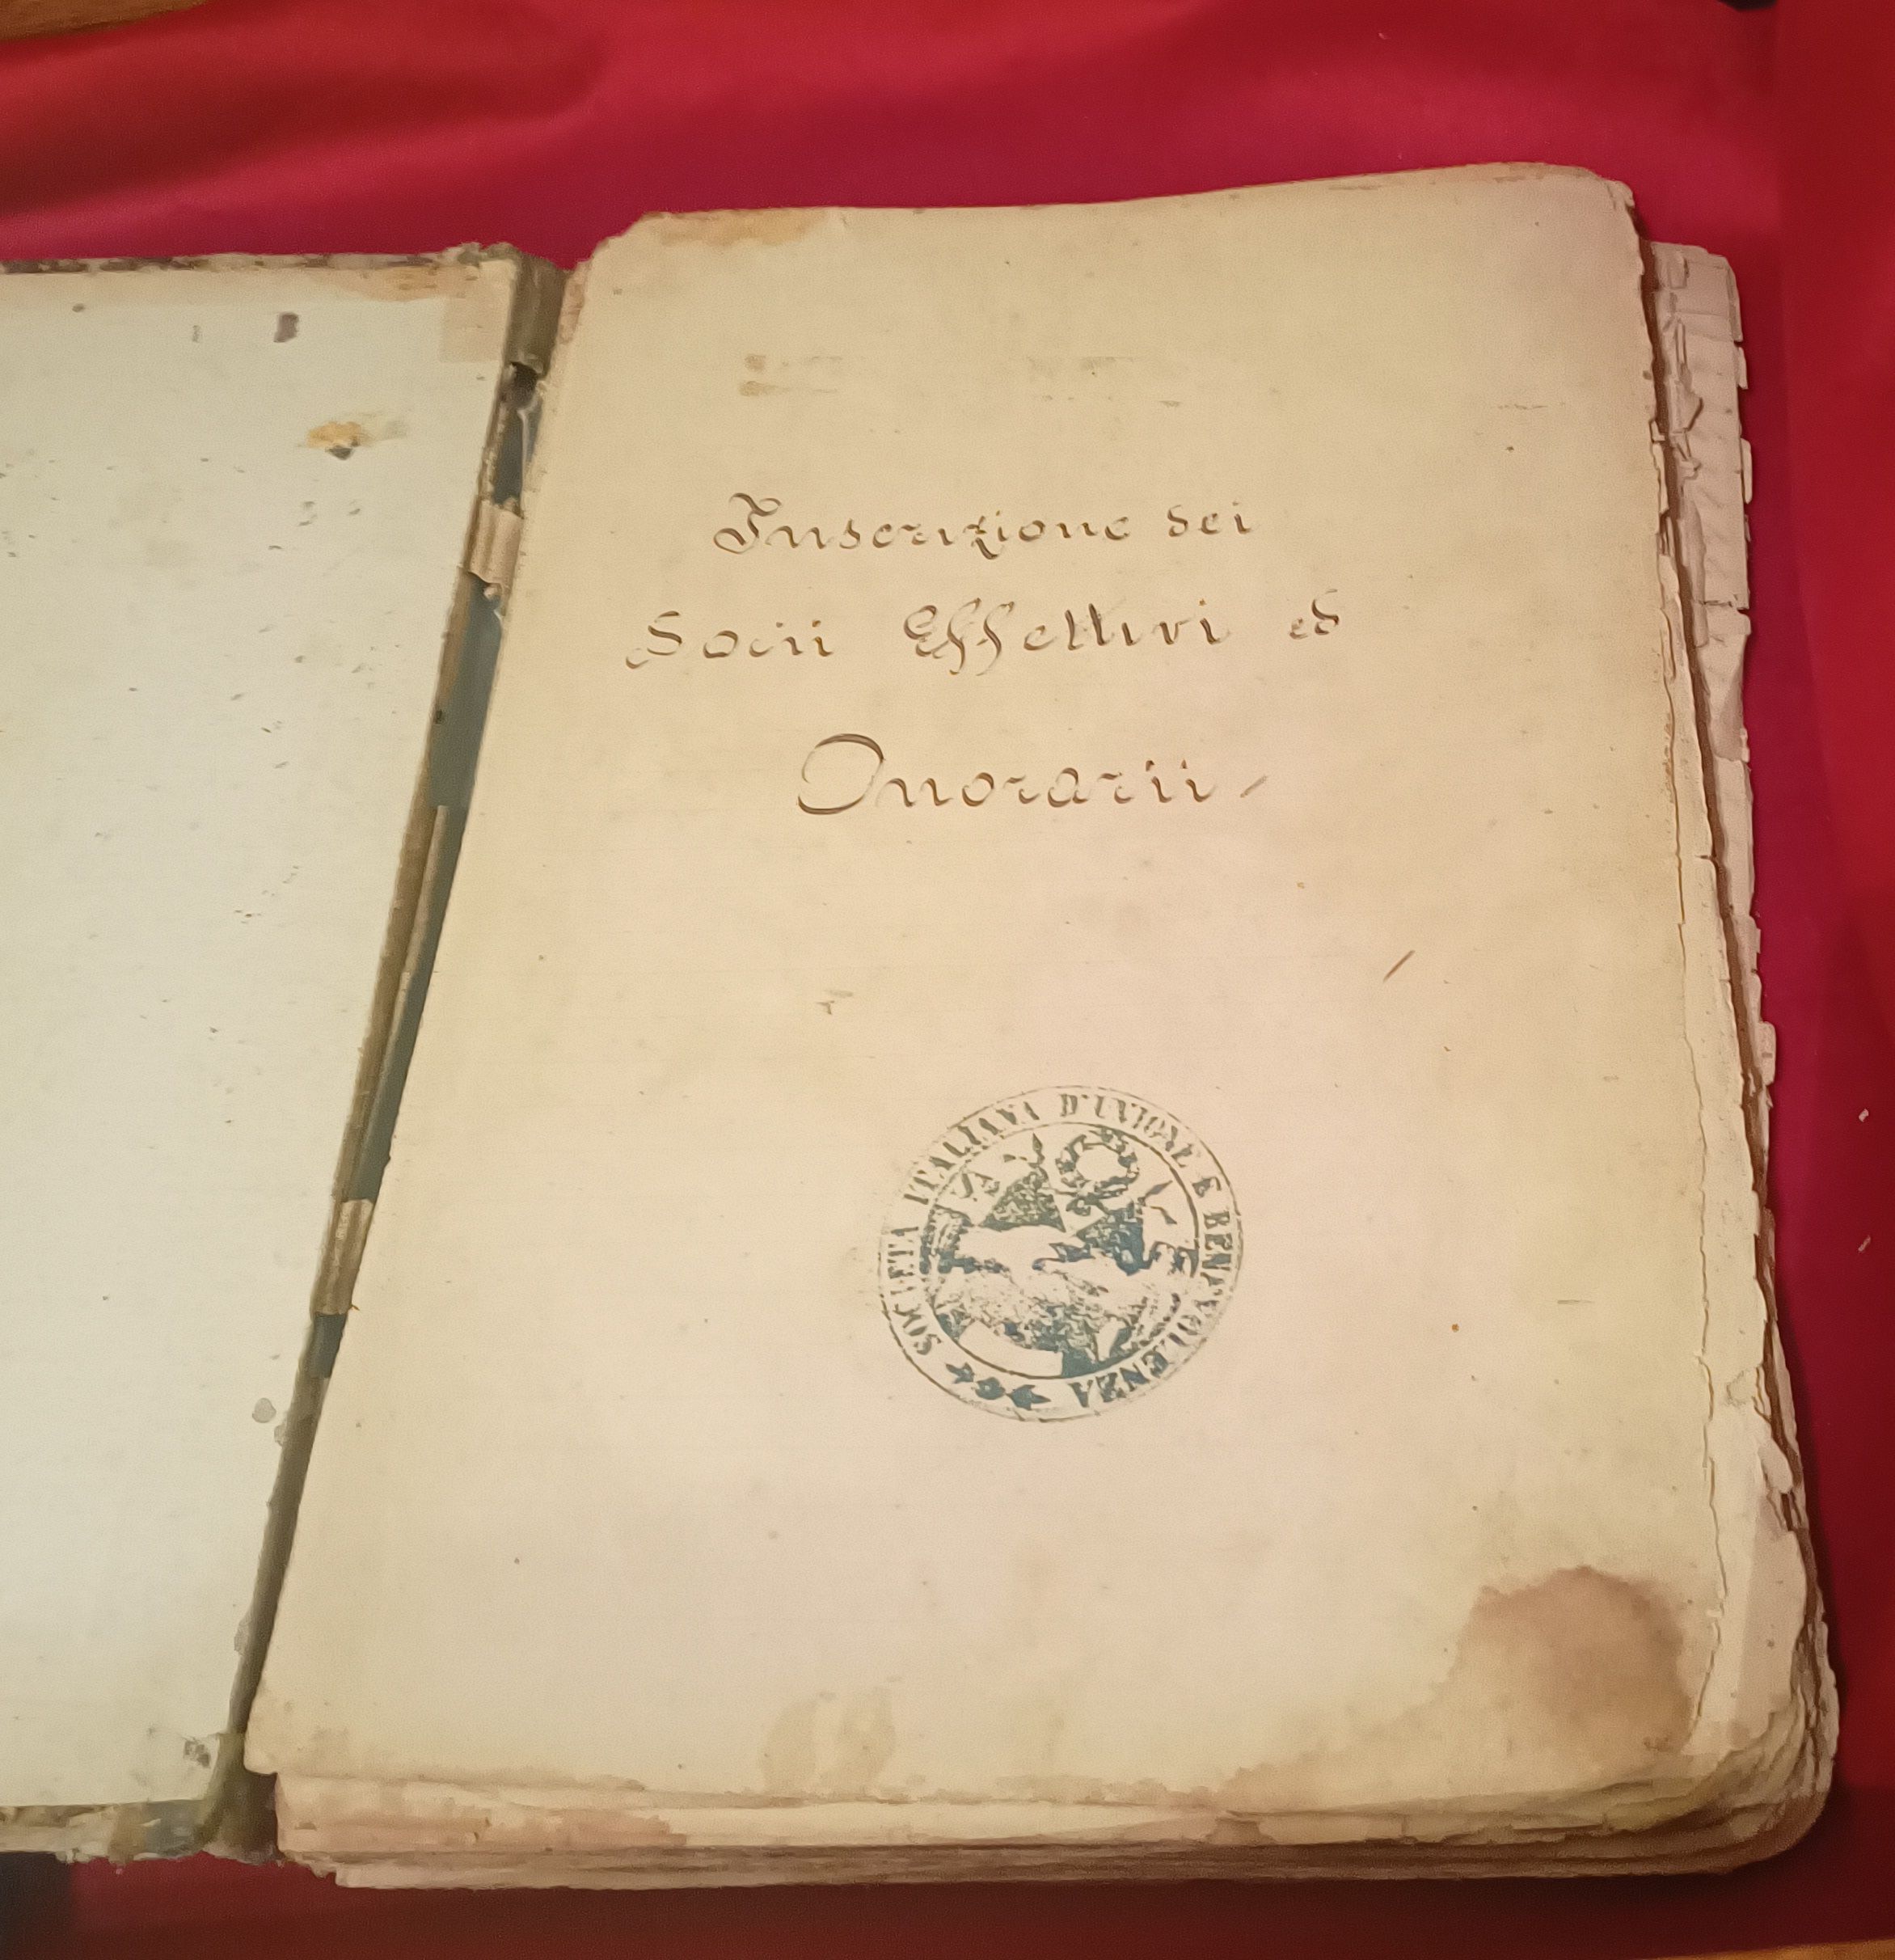 Inscrizione dei
Socii Effettivi ed
Onorarii
SOCIETA ITALIANA D'UNIONE E BENEVOLENZA